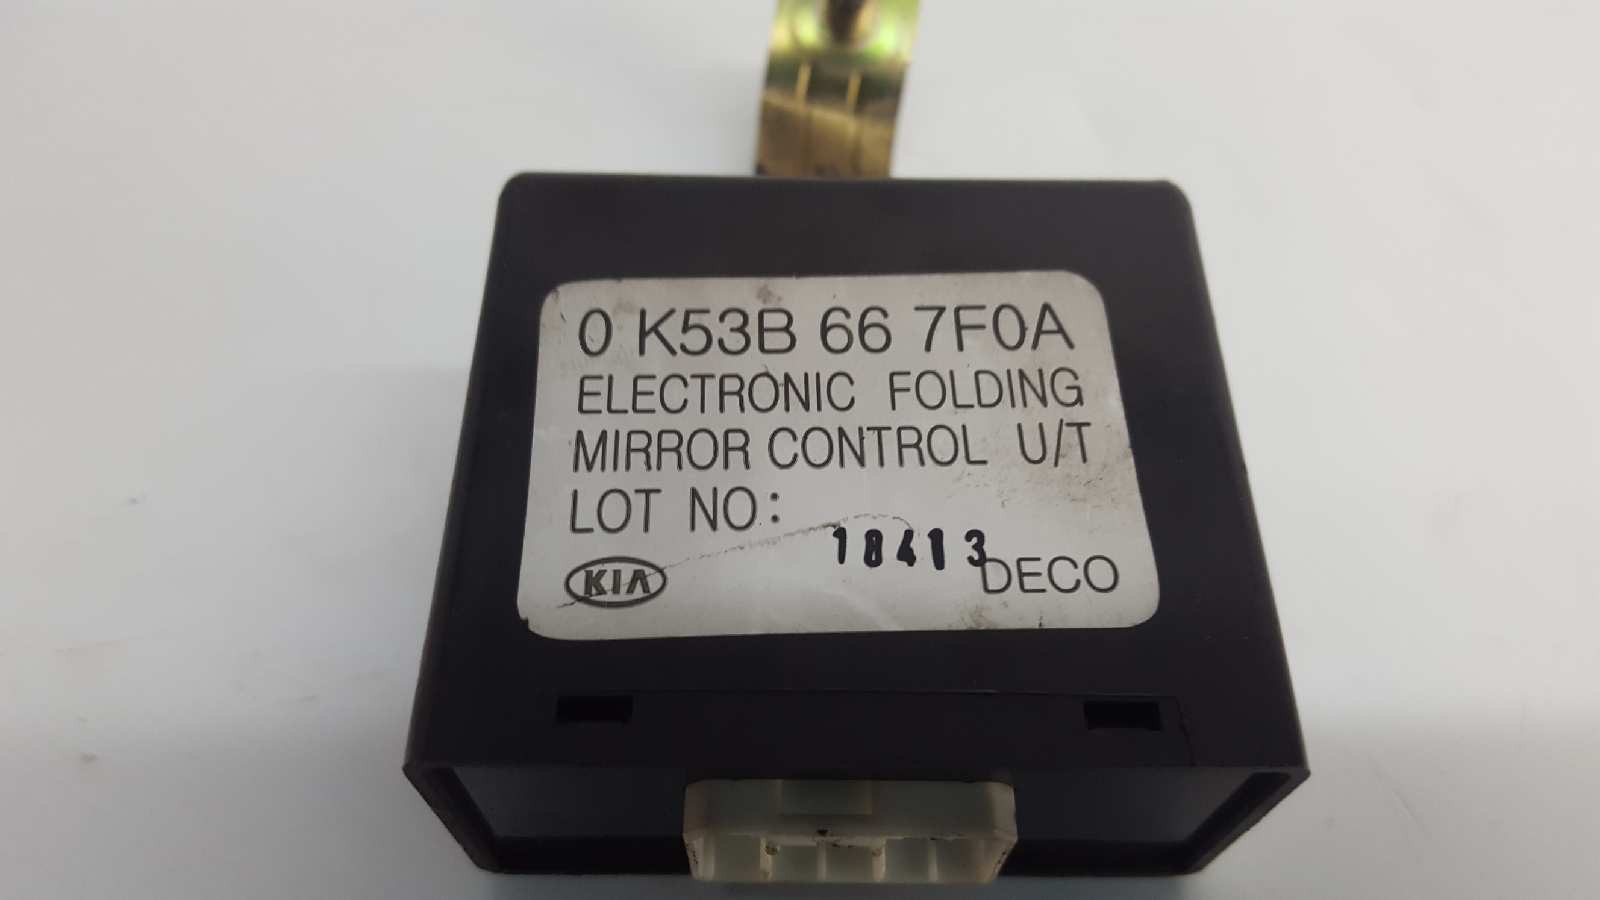 0 K53B 66 7F0A
ELECTRONIC FOLDING
MIRROR CONTROL U/T
LOT NO:
18413
KIA DECO